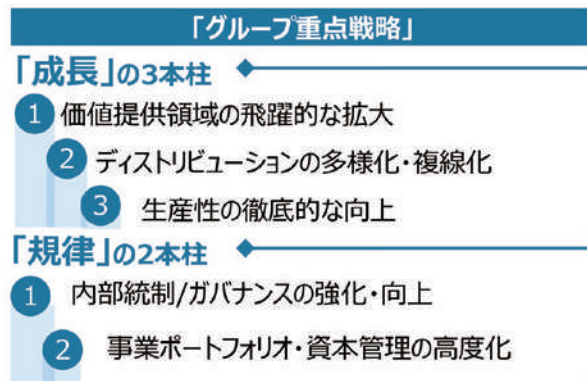 「グループ重点戦略」
「成長」の3本柱
1 価値提供領域の飛躍的な拡大
2 ディストリビューションの多様化・複線化
3 生産性の徹底的な向上
「規律」の2本柱
1 内部統制/ガバナンスの強化・向上
2 事業ポートフォリオ・資本管理の高度化